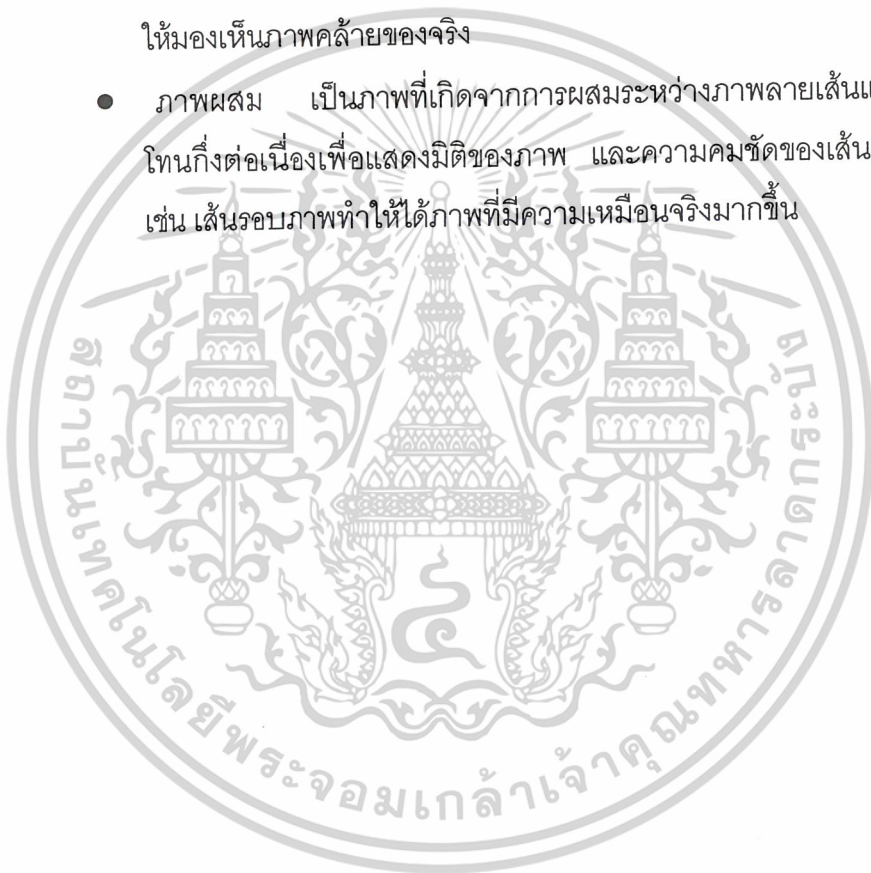 ให้มองเห็นภาพคล้ายของจริง
● ภาพผสม เป็นภาพที่เกิดจากการผสมระหว่างภาพลายเส้นแ
โทนกึ่งต่อเนื่องเพื่อแสดงมิติของภาพ และความคมชัดของเส้น
เช่น เส้นรอบภาพทำให้ได้ภาพที่มีความเหมือนจริงมากขึ้น
สถาบันเทคโนโลยีพระจอมเกล้าเจ้าคุณทหารลาดกระบัง
๔